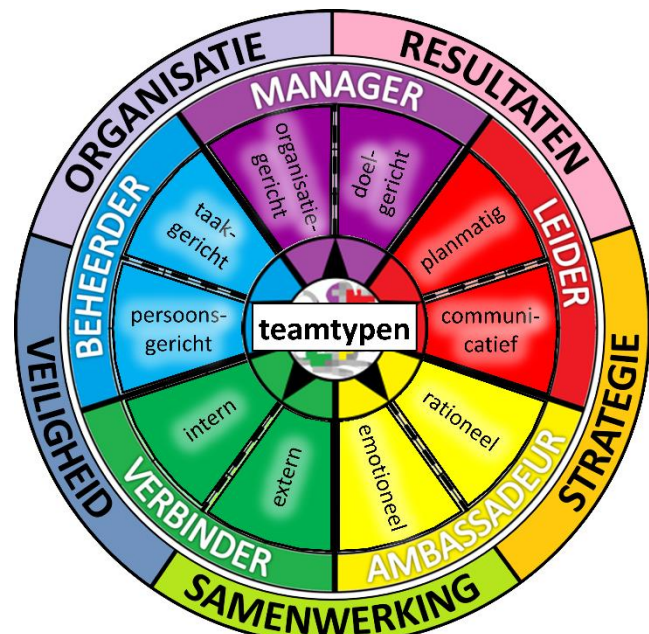 ORGANISATIE
RESULTATEN
STRATEGIE
SAMENWERKING
VEILIGHEID
MANAGER
LEIDER
AMBASSADEUR
VERBINDER
BEHEERDER
organisatie-
gericht
doel-
gericht
planmatig
communi-
catief
rationeel
emotioneel
extern
intern
persoons-
gericht
taak-
gericht
teamtypen